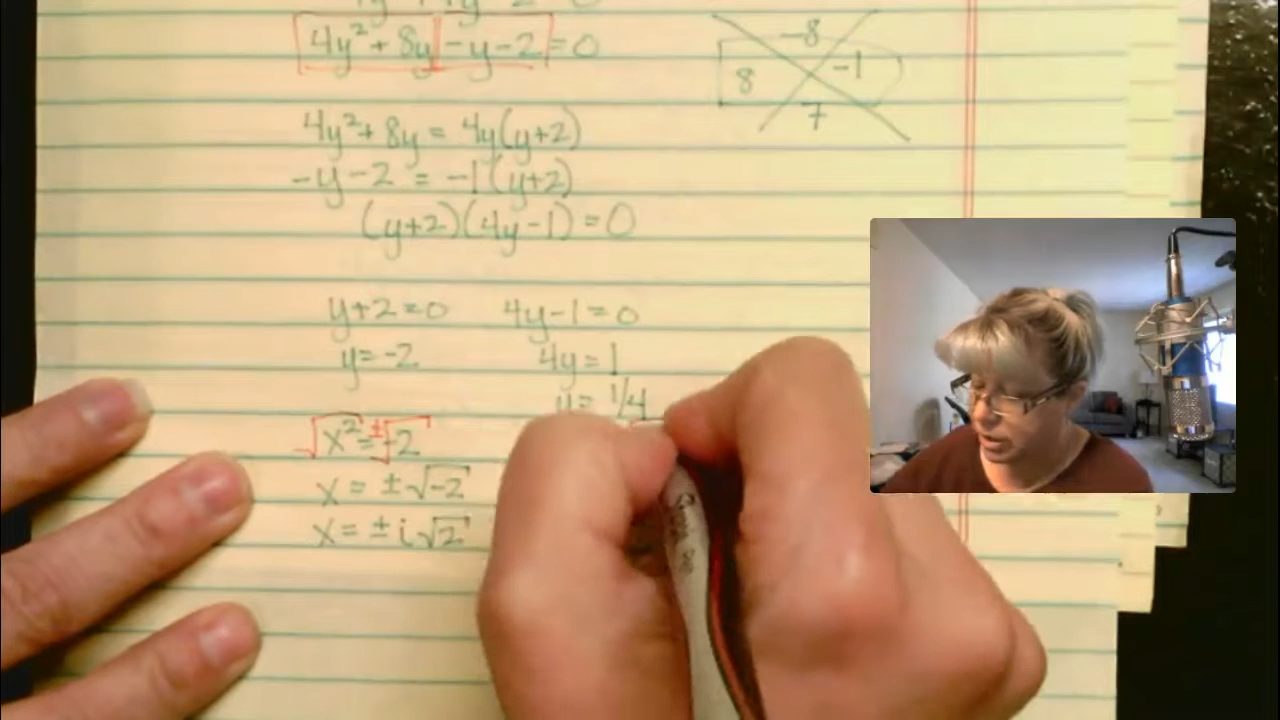 4y² + 8y - y - 2 = 0
-8
8 -1
7
4y² + 8y = 4y(y+2)
-y - 2 = -1(y+2)
(y+2)(4y-1) = 0
y+2=0 4y-1=0
y=-2 4y=1
y= 1/4
√x² = ±√-2
x = ±√-2
x = ± i√2